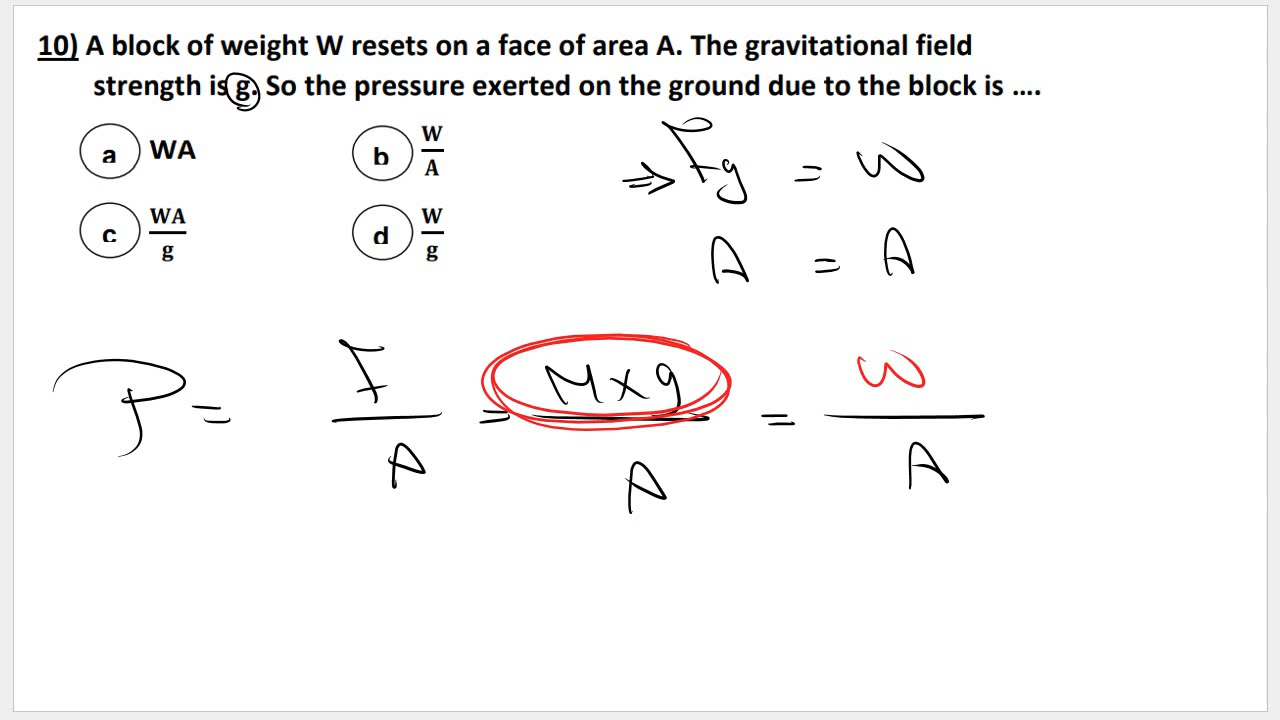 10) A block of weight W resets on a face of area A. The gravitational field
strength is g. So the pressure exerted on the ground due to the block is ....
a WA b W/A
c WA/g d W/g
⇒ Fg = W
A = A
P = F/A = M×g/A = W/A